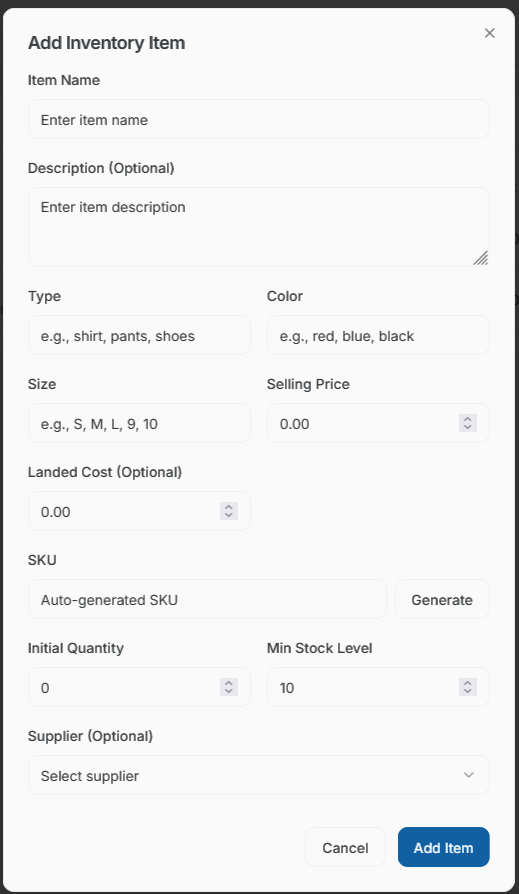 Add Inventory Item
Item Name
Enter item name
Description (Optional)
Enter item description
Type
Color
e.g., shirt, pants, shoes
e.g., red, blue, black
Size
Selling Price
e.g., S, M, L, 9, 10
0.00
Landed Cost (Optional)
0.00
SKU
Auto-generated SKU
Generate
Initial Quantity
Min Stock Level
0
10
Supplier (Optional)
Select supplier
Cancel
Add Item